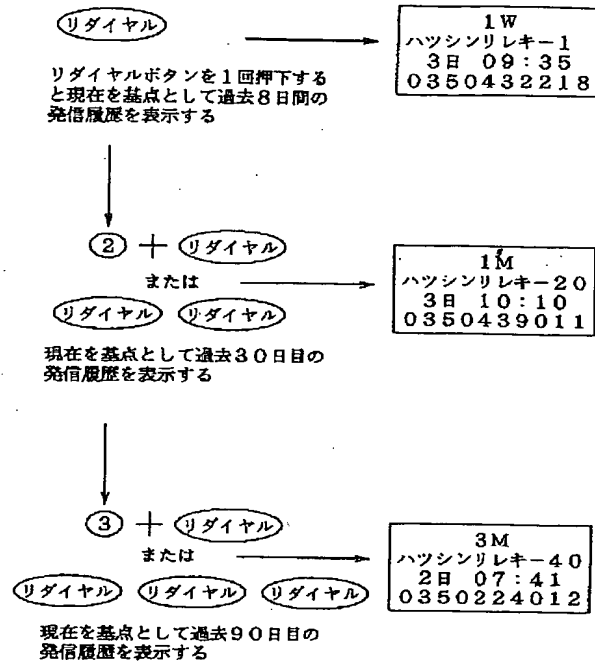 リダイヤル
1W
ハツシンリレキー1
3日 09:35
0350432218
リダイヤルボタンを1回押下する
と現在を基点として過去8日間の
発信履歴を表示する
② + リダイヤル
または
リダイヤル リダイヤル
1M
ハツシンリレキー20
3日 10:10
0350439011
現在を基点として過去30日目の
発信履歴を表示する
③ + リダイヤル
または
リダイヤル リダイヤル リダイヤル
3M
ハツシンリレキー40
2日 07:41
0350224012
現在を基点として過去90日目の
発信履歴を表示する